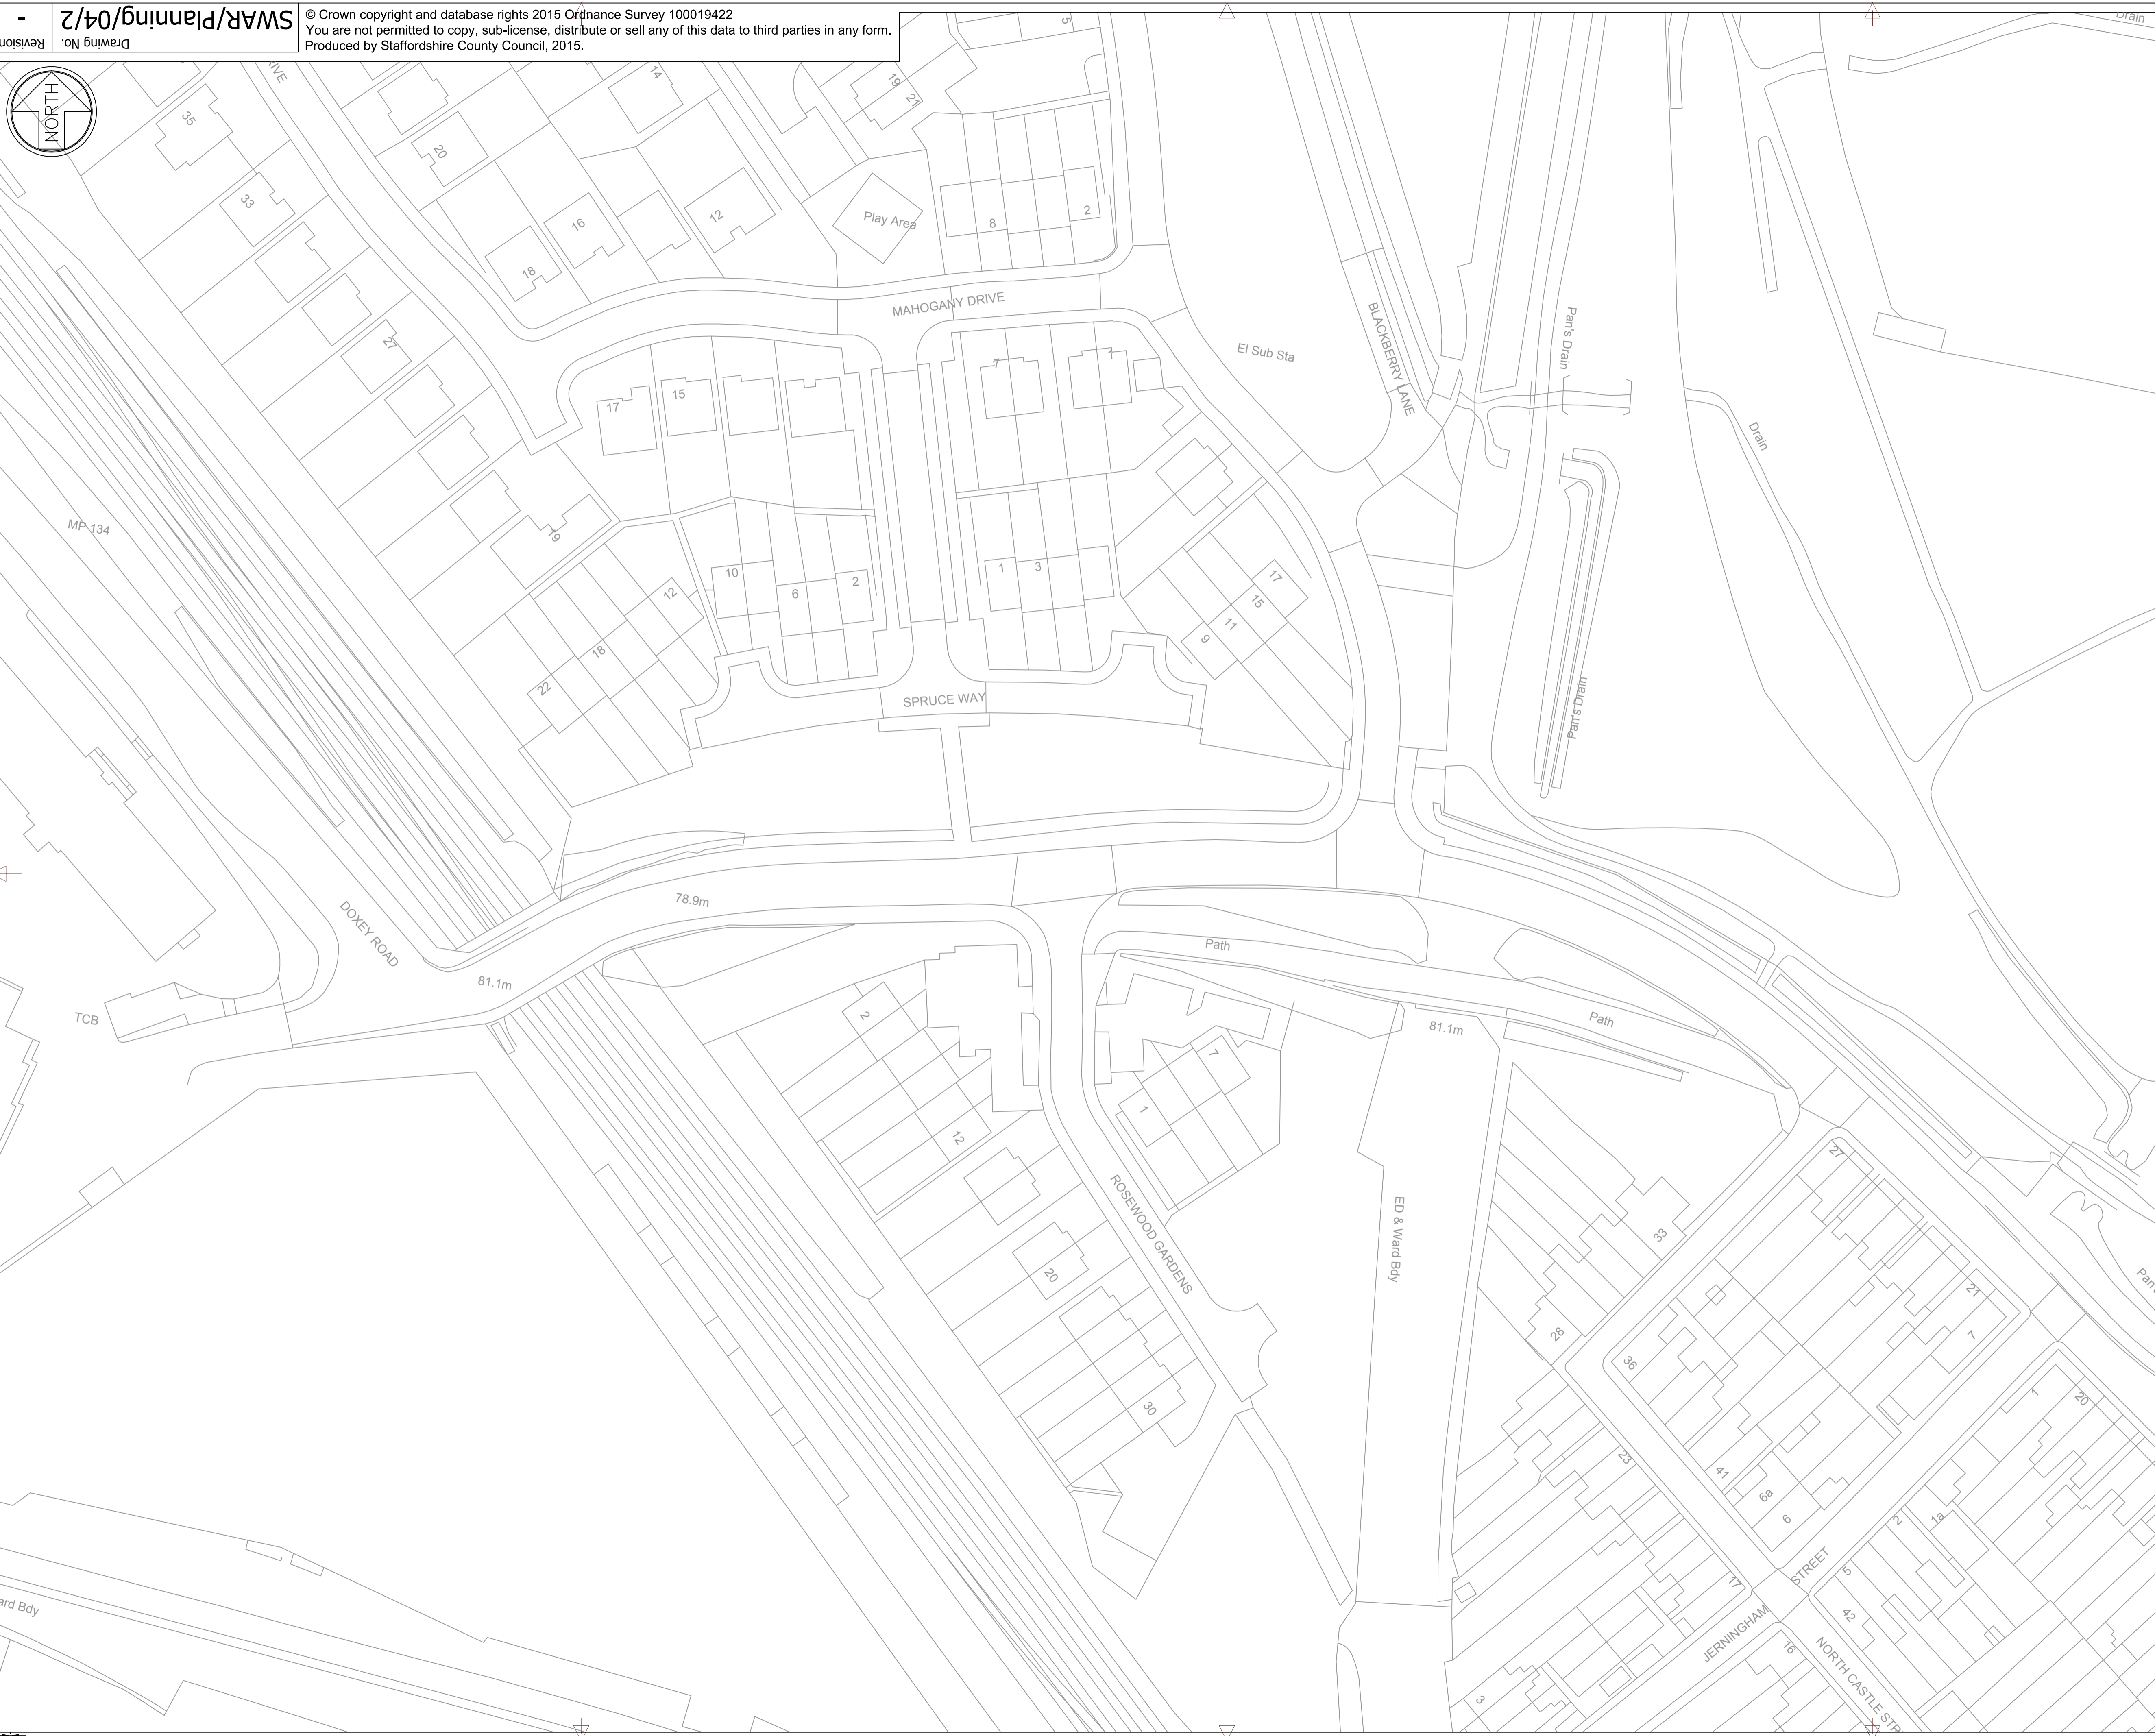 Revision
-
Drawing No.
SWAR/Planning/04/2
© Crown copyright and database rights 2015 Ordnance Survey 100019422
You are not permitted to copy, sub-license, distribute or sell any of this data to third parties in any form.
Produced by Staffordshire County Council, 2015.
NORTH
Drain
5
14
19
21
35
20
33
16
12
18
Play Area
8
2
MAHOGANY DRIVE
El Sub Sta
BLACKBERRY LANE
Pan's Drain
Drain
27
17
15
7
1
MP 134
19
12
18
22
10
6
2
1
3
17
15
11
9
SPRUCE WAY
Pan's Drain
DOXEY ROAD
78.9m
81.1m
TCB
Path
Path
81.1m
2
12
7
1
20
30
ROSEWOOD GARDENS
ED & Ward Bdy
33
28
27
21
7
36
1
20
23
41
6a
6
2
1a
5
42
17
16
3
JERNINGHAM STREET
NORTH CASTLE STR